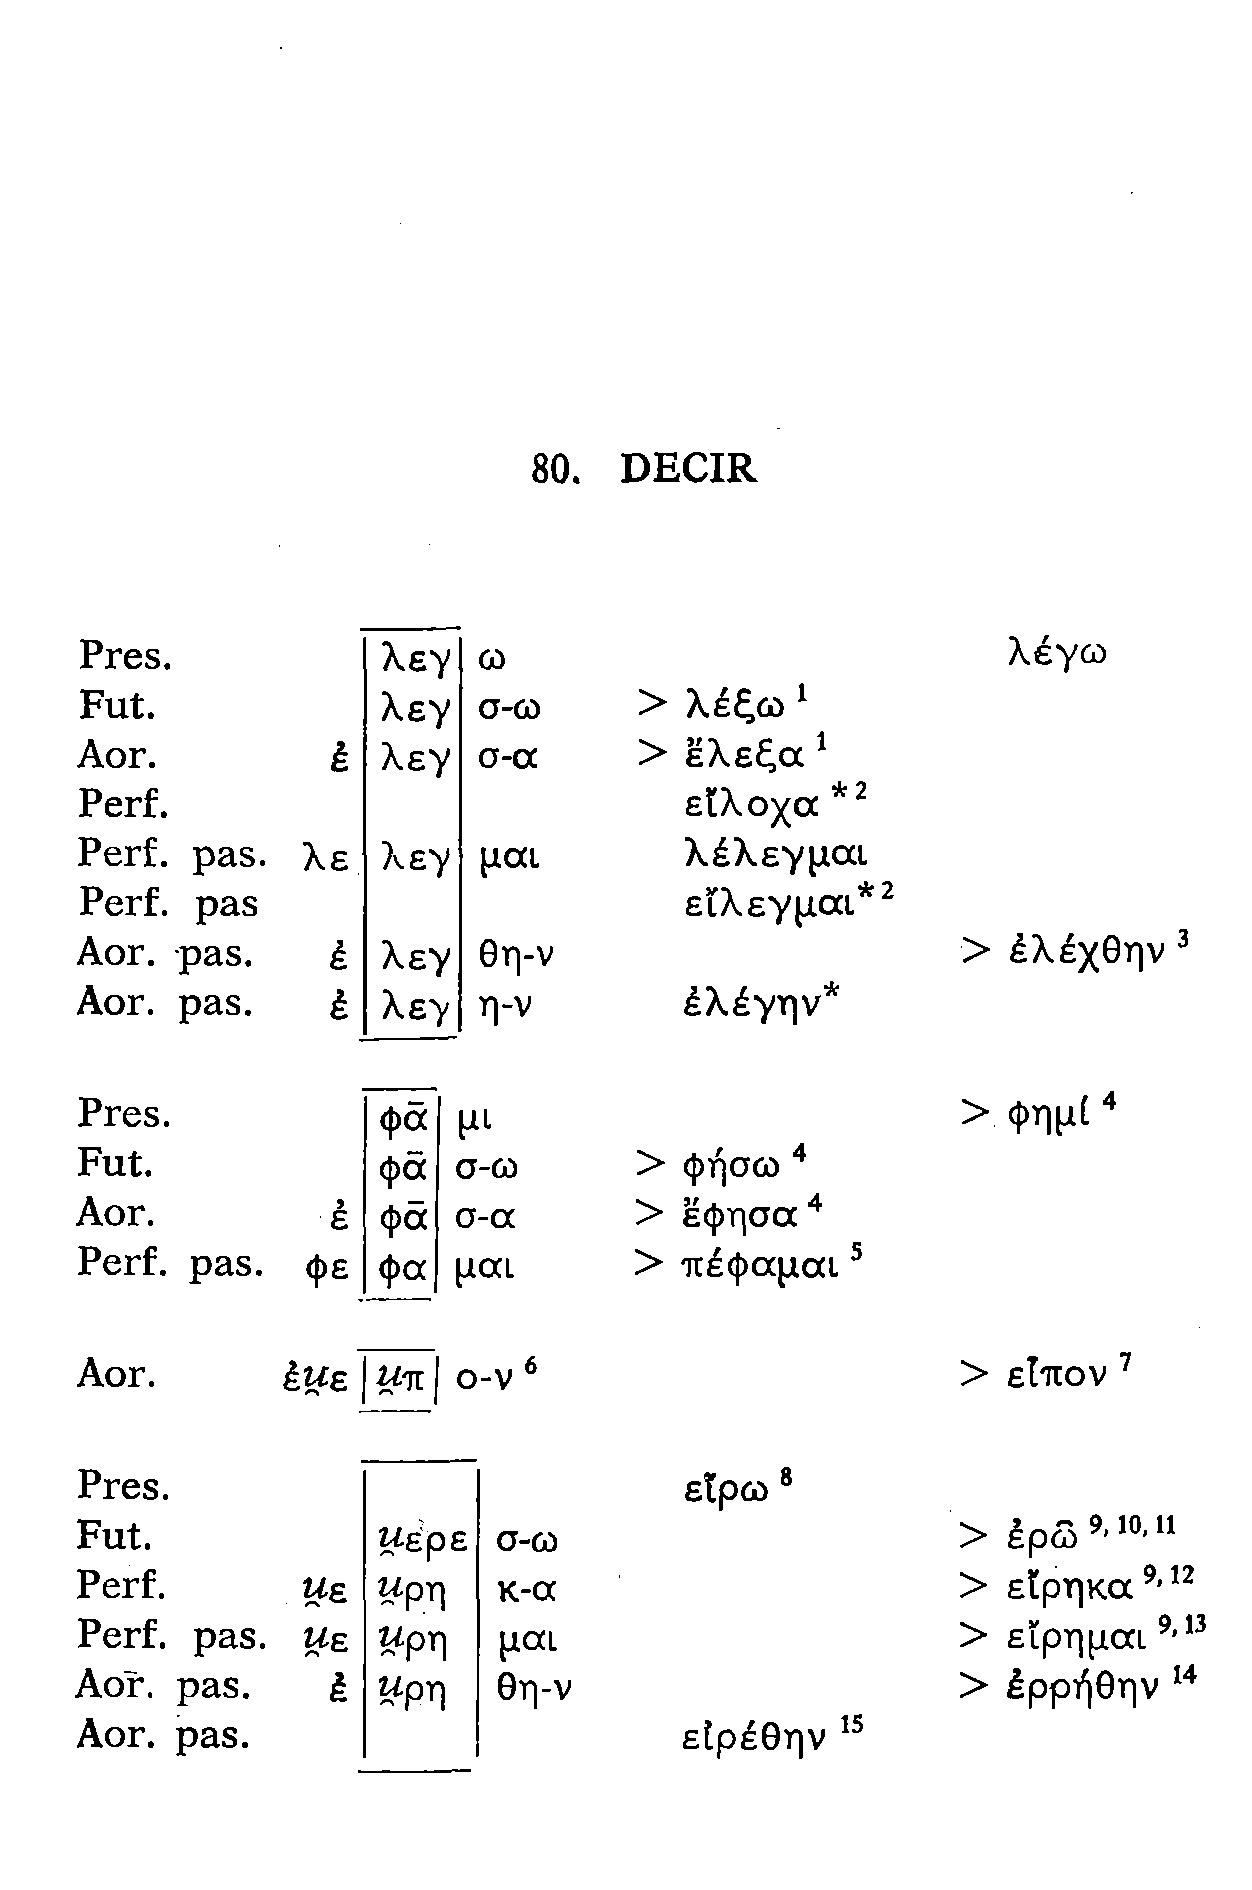 80. DECIR
Pres. λεγ ω λέγω
Fut. λεγ σ-ω > λέξω ¹
Aor. ἐ λεγ σ-α > ἔλεξα ¹
Perf. εἴλοχα *²
Perf. pas. λε λεγ μαι λέλεγμαι
Perf. pas εἴλεγμαι*²
Aor. pas. ἐ λεγ θη-ν > ἐλέχθην ³
Aor. pas. ἐ λεγ η-ν ἐλέγην*
Pres. φᾱ μι > φημί ⁴
Fut. φᾱ σ-ω > φήσω ⁴
Aor. ἐ φᾱ σ-α > ἔφησα ⁴
Perf. pas. φε φα μαι > πέφαμαι ⁵
Aor. ἐu̯ε u̯π ο-ν ⁶ > εἶπον ⁷
Pres. εἴρω ⁸
Fut. u̯ερε σ-ω > ἐρῶ ⁹, ¹⁰, ¹¹
Perf. u̯ε u̯ρη κ-α > εἴρηκα ⁹, ¹²
Perf. pas. u̯ε u̯ρη μαι > εἴρημαι ⁹, ¹³
Aor. pas. ἐ u̯ρη θη-ν > ἐρρήθην ¹⁴
Aor. pas. εἰρέθην ¹⁵